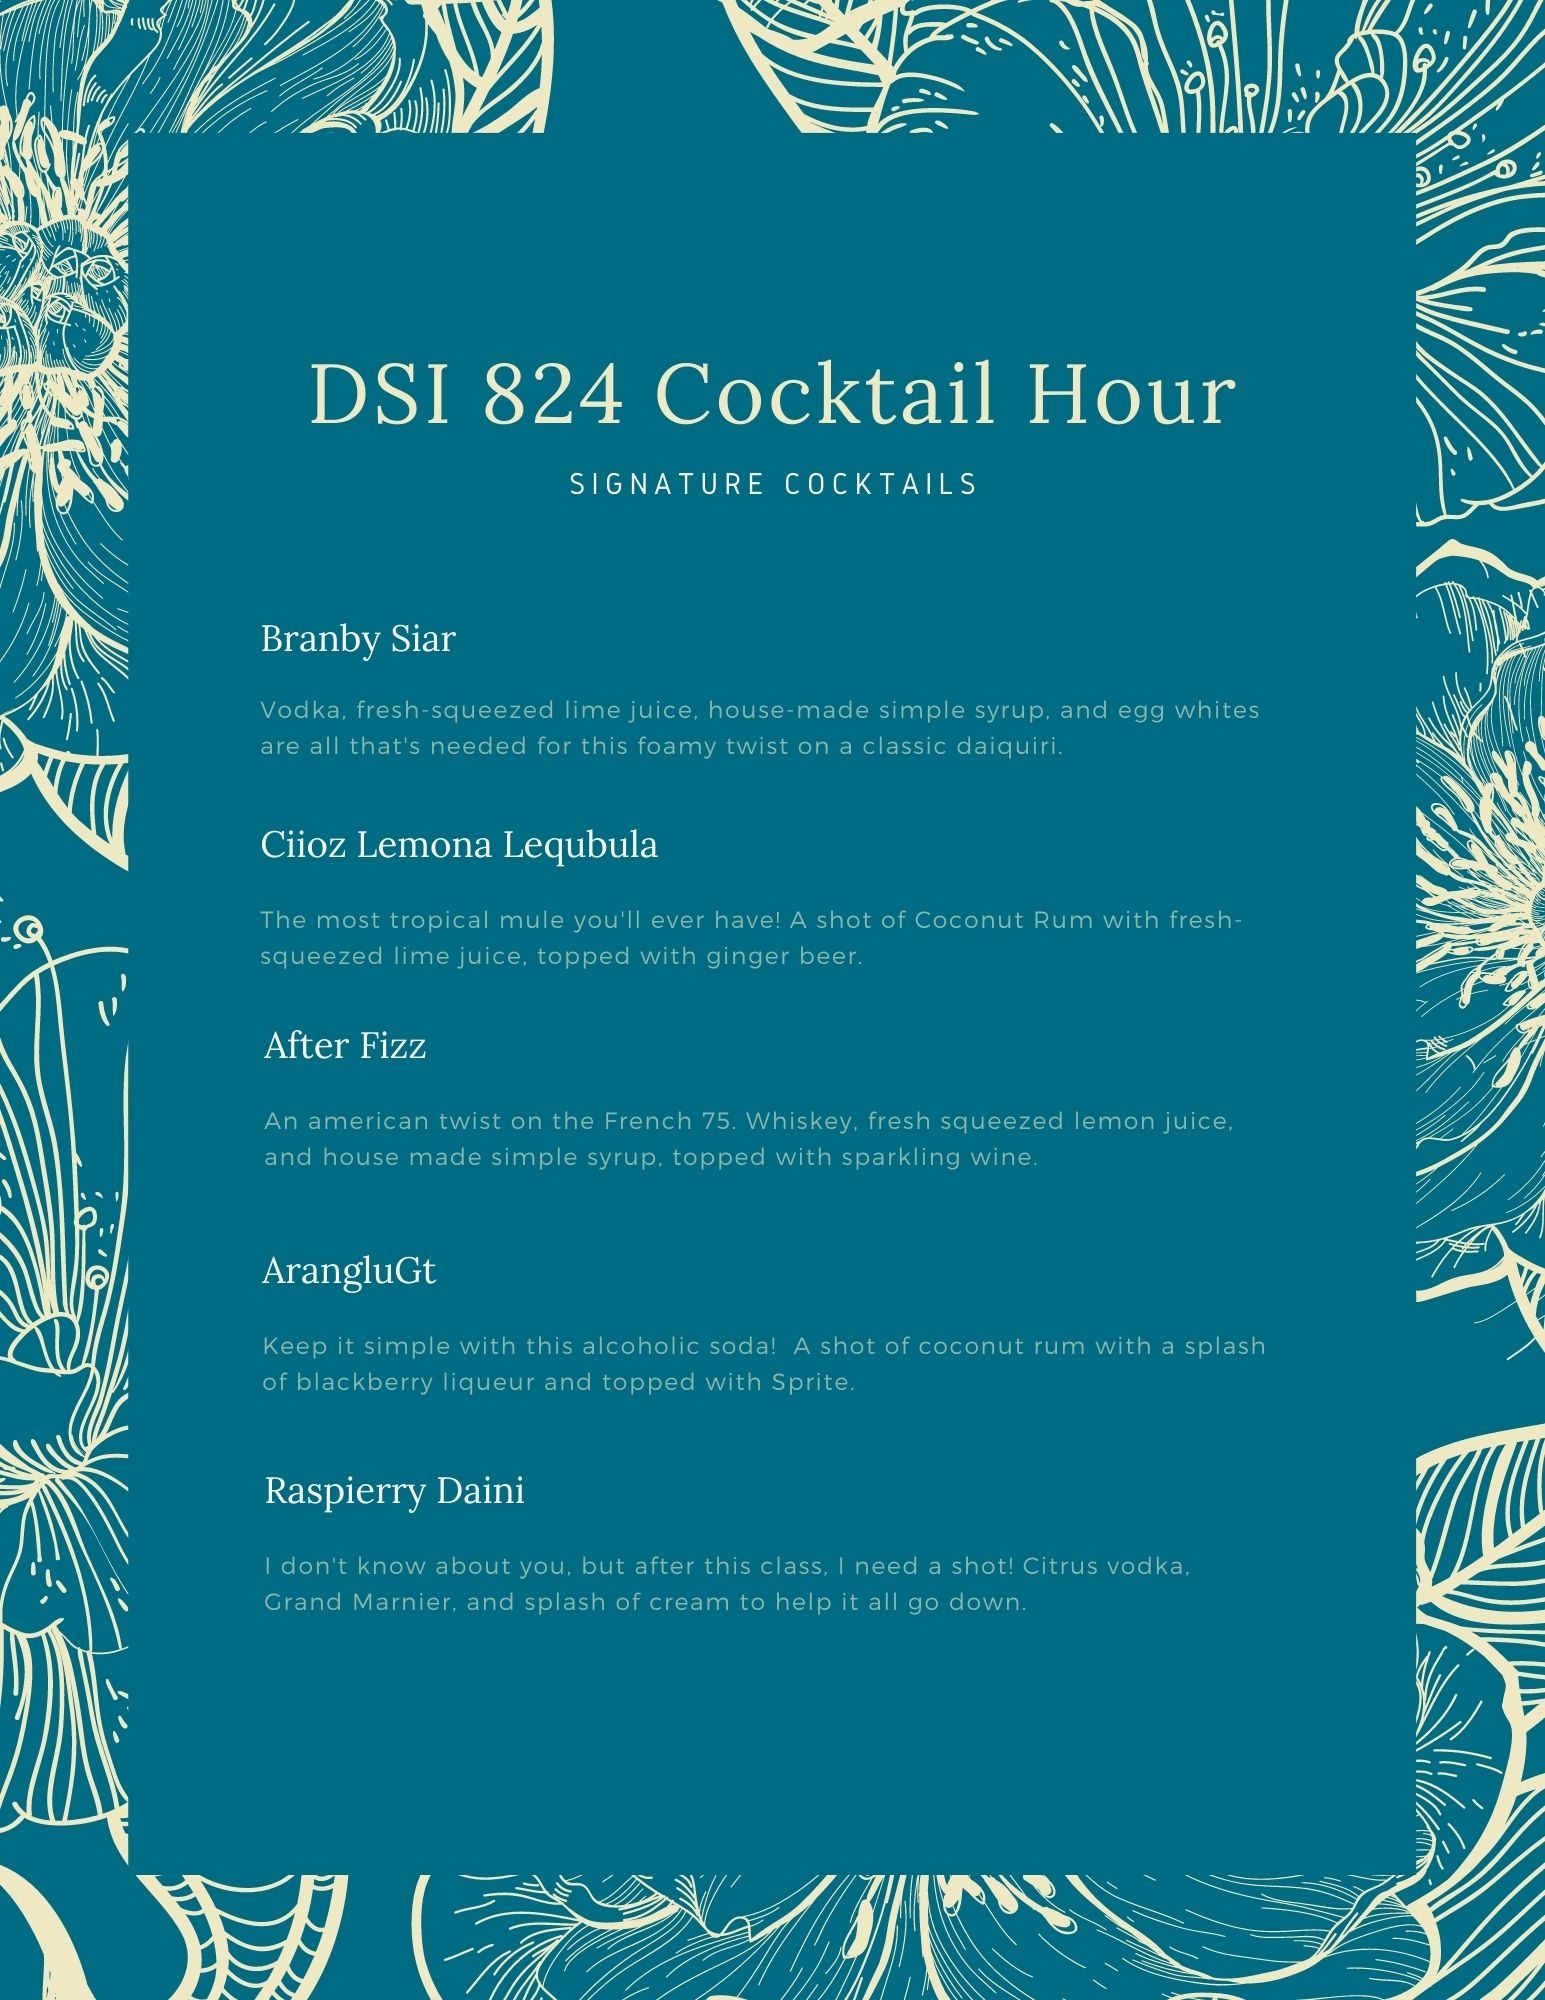 DSI 824 Cocktail Hour
SIGNATURE COCKTAILS
Branby Siar
Vodka, fresh-squeezed lime juice, house-made simple syrup, and egg whites
are all that's needed for this foamy twist on a classic daiquiri.
Ciioz Lemona Lequbula
The most tropical mule you'll ever have! A shot of Coconut Rum with fresh-
squeezed lime juice, topped with ginger beer.
After Fizz
An american twist on the French 75. Whiskey, fresh squeezed lemon juice,
and house made simple syrup, topped with sparkling wine.
ArangluGt
Keep it simple with this alcoholic soda!  A shot of coconut rum with a splash
of blackberry liqueur and topped with Sprite.
Raspierry Daini
I don't know about you, but after this class, I need a shot! Citrus vodka,
Grand Marnier, and splash of cream to help it all go down.